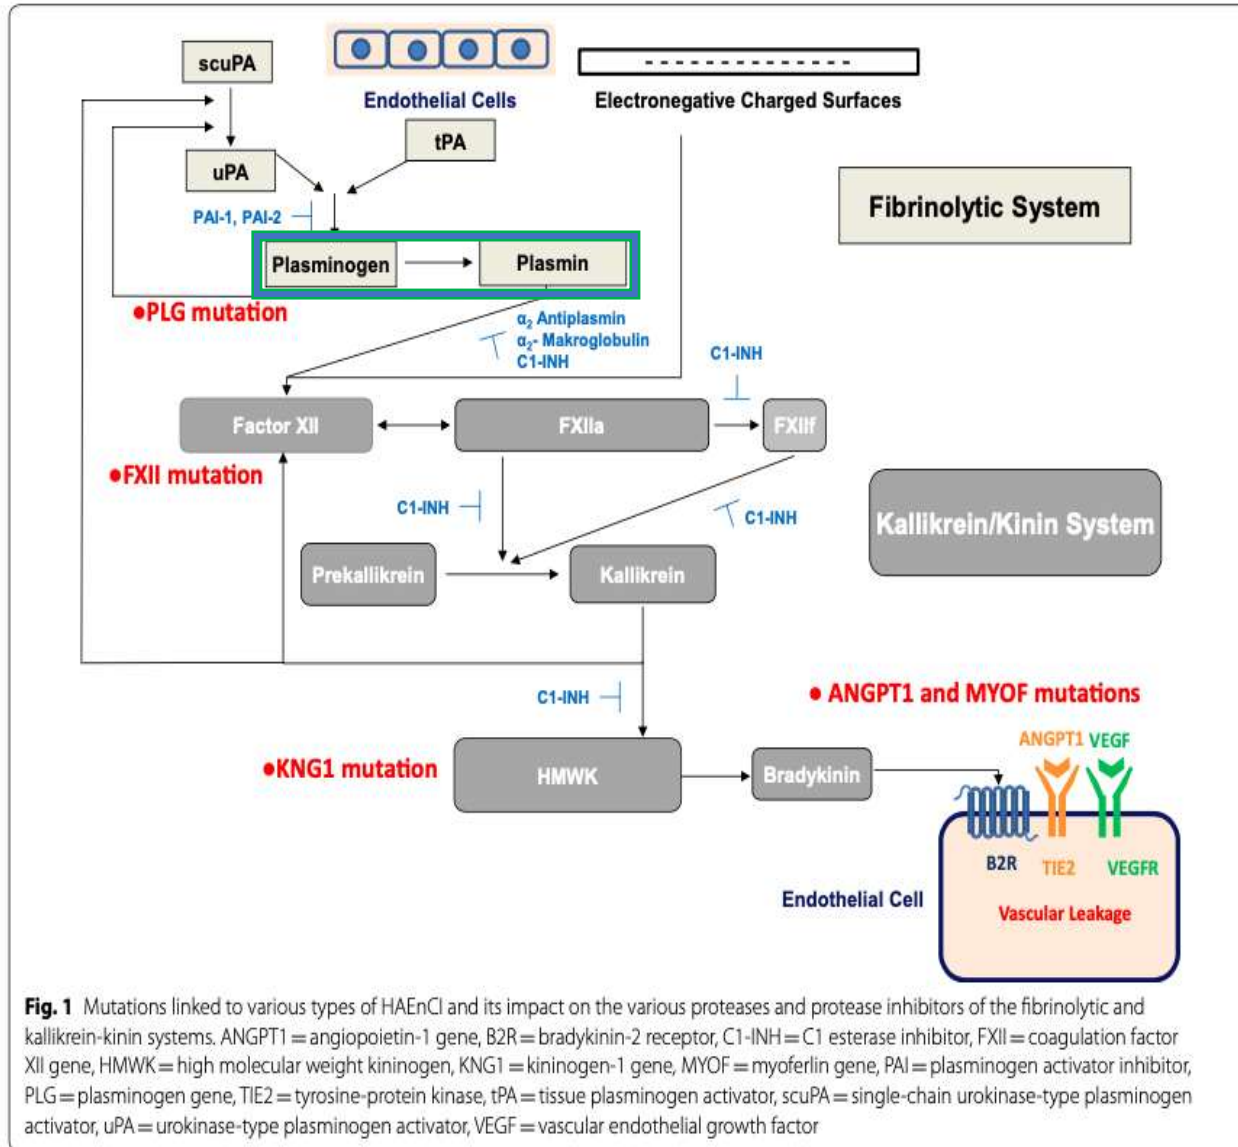 scuPA
Endothelial Cells
Electronegative Charged Surfaces
tPA
uPA
Fibrinolytic System
PAI-1, PAI-2
Plasminogen
Plasmin
•PLG mutation
α2 Antiplasmin
α2- Makroglobulin
C1-INH
C1-INH
Factor XII
FXIIa
FXIIf
•FXII mutation
C1-INH
C1-INH
Kallikrein/Kinin System
Prekallikrein
Kallikrein
C1-INH
• ANGPT1 and MYOF mutations
ANGPT1 VEGF
•KNG1 mutation
HMWK
Bradykinin
B2R
TIE2
VEGFR
Endothelial Cell
Vascular Leakage
Fig. 1 Mutations linked to various types of HAEnCI and its impact on the various proteases and protease inhibitors of the fibrinolytic and
kallikrein-kinin systems. ANGPT1 = angiopoietin-1 gene, B2R = bradykinin-2 receptor, C1-INH = C1 esterase inhibitor, FXII = coagulation factor
XII gene, HMWK = high molecular weight kininogen, KNG1 = kininogen-1 gene, MYOF = myoferlin gene, PAI = plasminogen activator inhibitor,
PLG = plasminogen gene, TIE2 = tyrosine-protein kinase, tPA = tissue plasminogen activator, scuPA = single-chain urokinase-type plasminogen
activator, uPA = urokinase-type plasminogen activator, VEGF = vascular endothelial growth factor